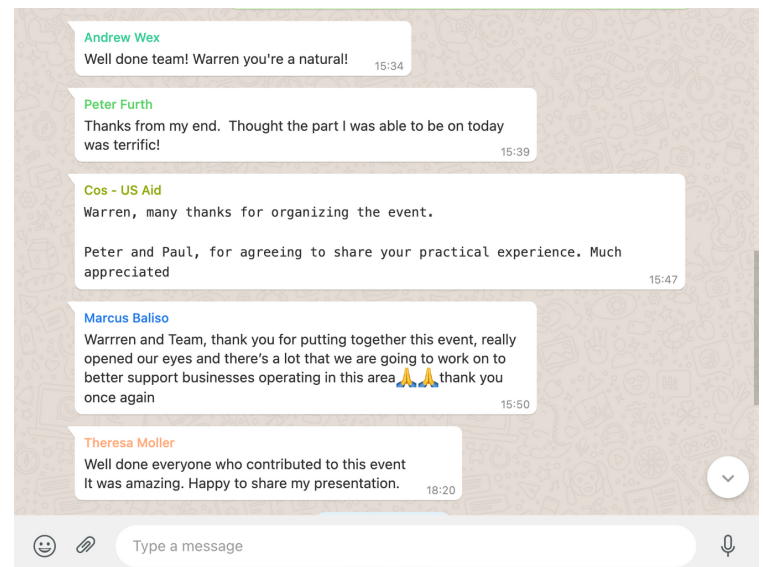 Andrew Wex
Well done team! Warren you're a natural!
15:34
Peter Furth
Thanks from my end.  Thought the part I was able to be on today
was terrific!
15:39
Cos - US Aid
Warren, many thanks for organizing the event.
Peter and Paul, for agreeing to share your practical experience. Much
appreciated
15:47
Marcus Baliso
Warrren and Team, thank you for putting together this event, really
opened our eyes and there's a lot that we are going to work on to
better support businesses operating in this area🙏🙏thank you
once again
15:50
Theresa Moller
Well done everyone who contributed to this event
It was amazing. Happy to share my presentation.
18:20
Type a message